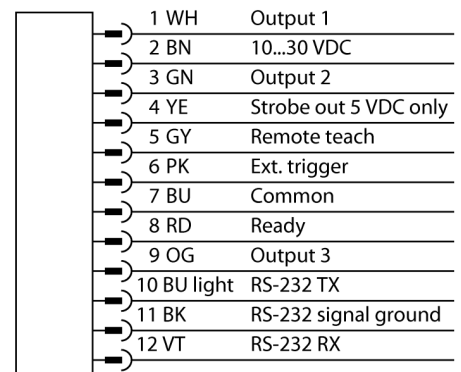 1 WH Output 1
2 BN 10...30 VDC
3 GN Output 2
4 YE Strobe out 5 VDC only
5 GY Remote teach
6 PK Ext. trigger
7 BU Common
8 RD Ready
9 OG Output 3
10 BU light RS-232 TX
11 BK RS-232 signal ground
12 VT RS-232 RX